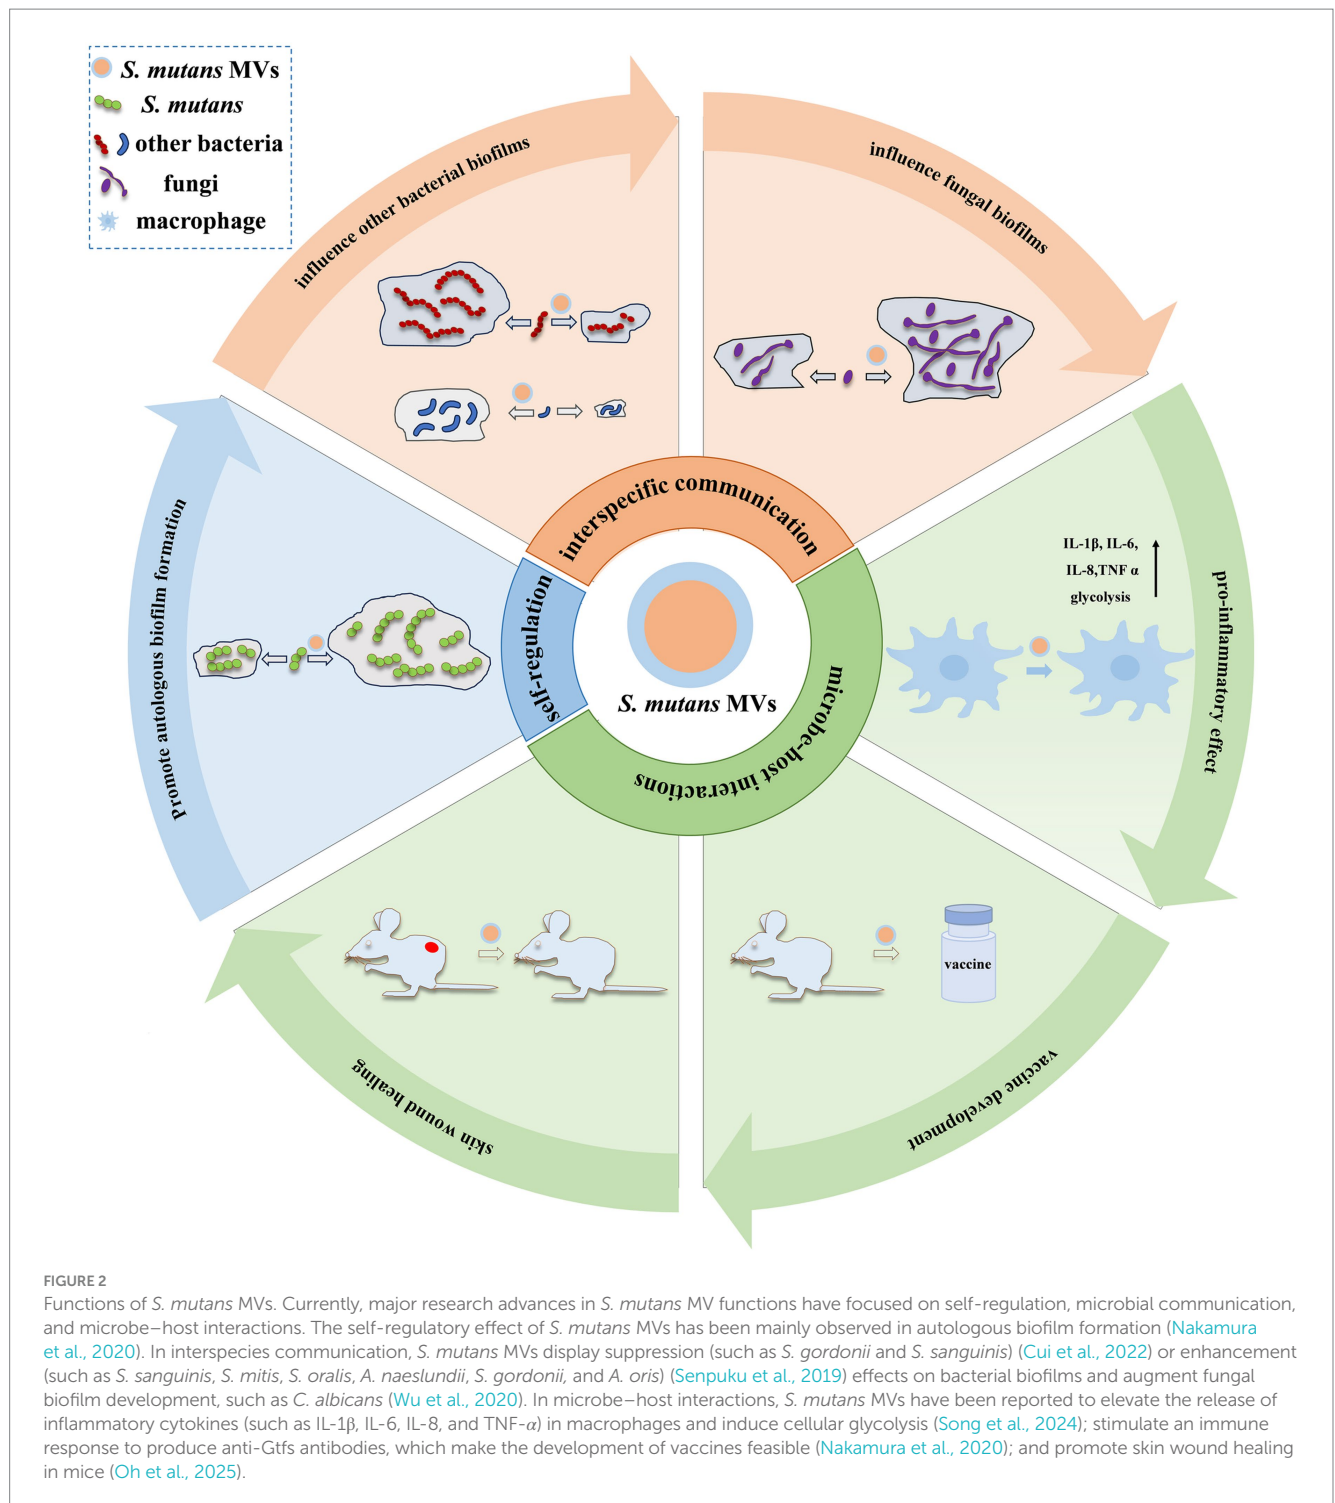 S. mutans MVs
S. mutans
other bacteria
fungi
macrophage
influence other bacterial biofilms
influence fungal biofilms
Promote autologous biofilm formation
interspecific communication
self-regulation
microbe-host interactions
S. mutans MVs
IL-1β, IL-6,
IL-8,TNF α
glycolysis
pro-inflammatory effect
vaccine
skin wound healing
vaccine development
FIGURE 2
Functions of S. mutans MVs. Currently, major research advances in S. mutans MV functions have focused on self-regulation, microbial communication,
and microbe–host interactions. The self-regulatory effect of S. mutans MVs has been mainly observed in autologous biofilm formation (Nakamura
et al., 2020). In interspecies communication, S. mutans MVs display suppression (such as S. gordonii and S. sanguinis) (Cui et al., 2022) or enhancement
(such as S. sanguinis, S. mitis, S. oralis, A. naeslundii, S. gordonii, and A. oris) (Senpuku et al., 2019) effects on bacterial biofilms and augment fungal
biofilm development, such as C. albicans (Wu et al., 2020). In microbe–host interactions, S. mutans MVs have been reported to elevate the release of
inflammatory cytokines (such as IL-1β, IL-6, IL-8, and TNF-α) in macrophages and induce cellular glycolysis (Song et al., 2024); stimulate an immune
response to produce anti-Gtfs antibodies, which make the development of vaccines feasible (Nakamura et al., 2020); and promote skin wound healing
in mice (Oh et al., 2025).